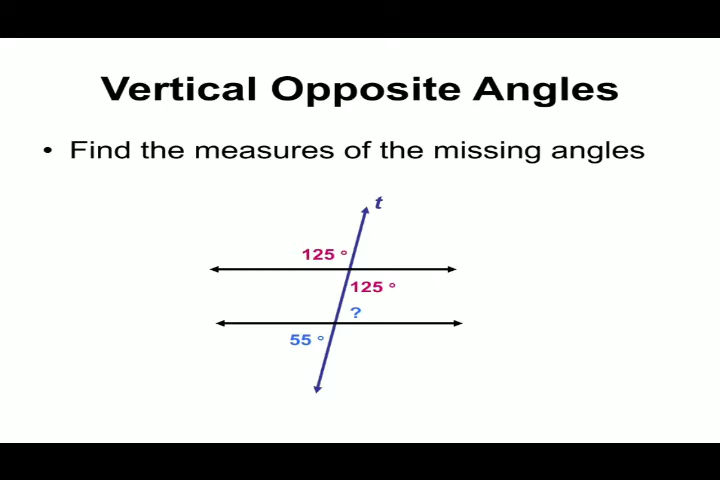 Vertical Opposite Angles
• Find the measures of the missing angles
t
125 °
125 °
?
55 °